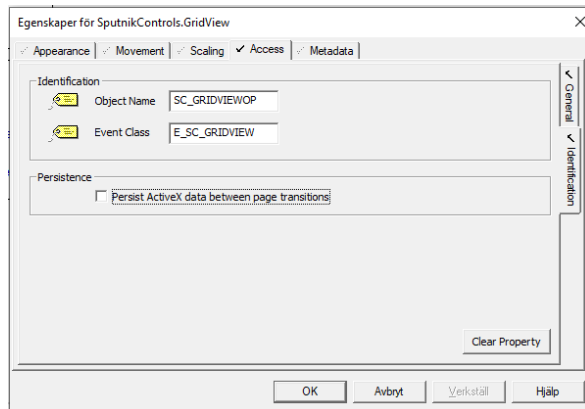 Egenskaper för SputnikControls.GridView
Appearance Movement Scaling Access Metadata
Identification
Object Name SC_GRIDVIEWOP
Event Class E_SC_GRIDVIEW
Persistence
Persist ActiveX data between page transitions
General
Identification
Clear Property
OK Avbryt Verkställ Hjälp